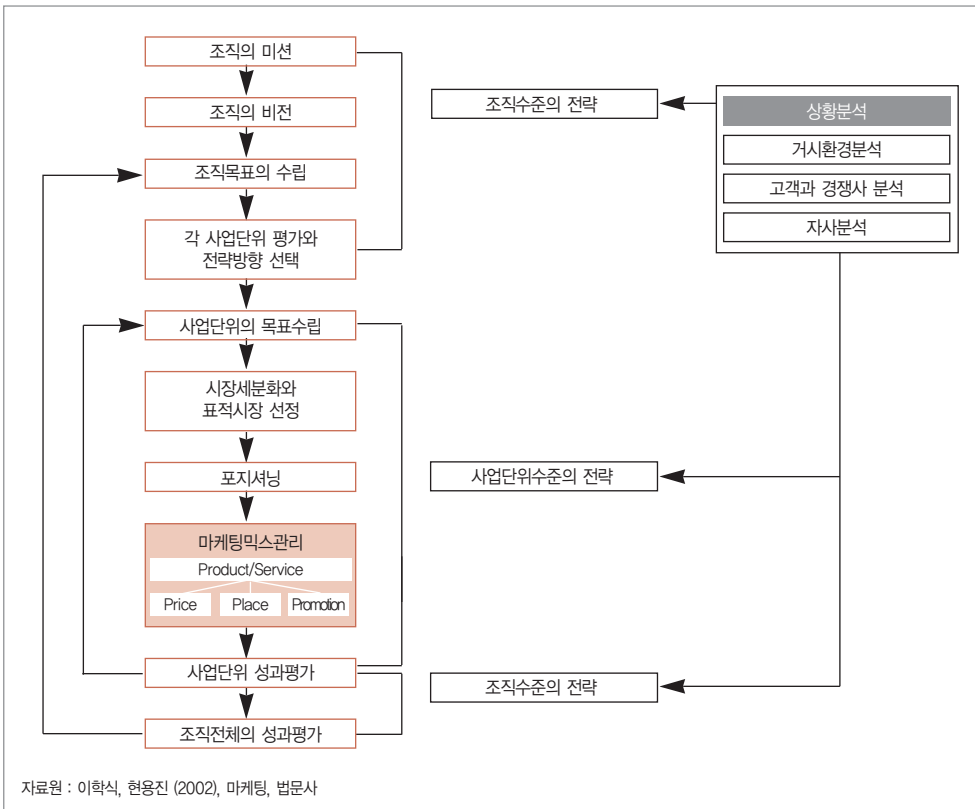 조직의 미션
조직의 비전
조직목표의 수립
각 사업단위 평가와
전략방향 선택
사업단위의 목표수립
시장세분화와
표적시장 선정
포지셔닝
마케팅믹스관리
Product/Service
Price
Place
Promotion
사업단위 성과평가
조직전체의 성과평가
조직수준의 전략
사업단위수준의 전략
조직수준의 전략
상황분석
거시환경분석
고객과 경쟁사 분석
자사분석
자료원 : 이학식, 현용진 (2002), 마케팅, 법문사